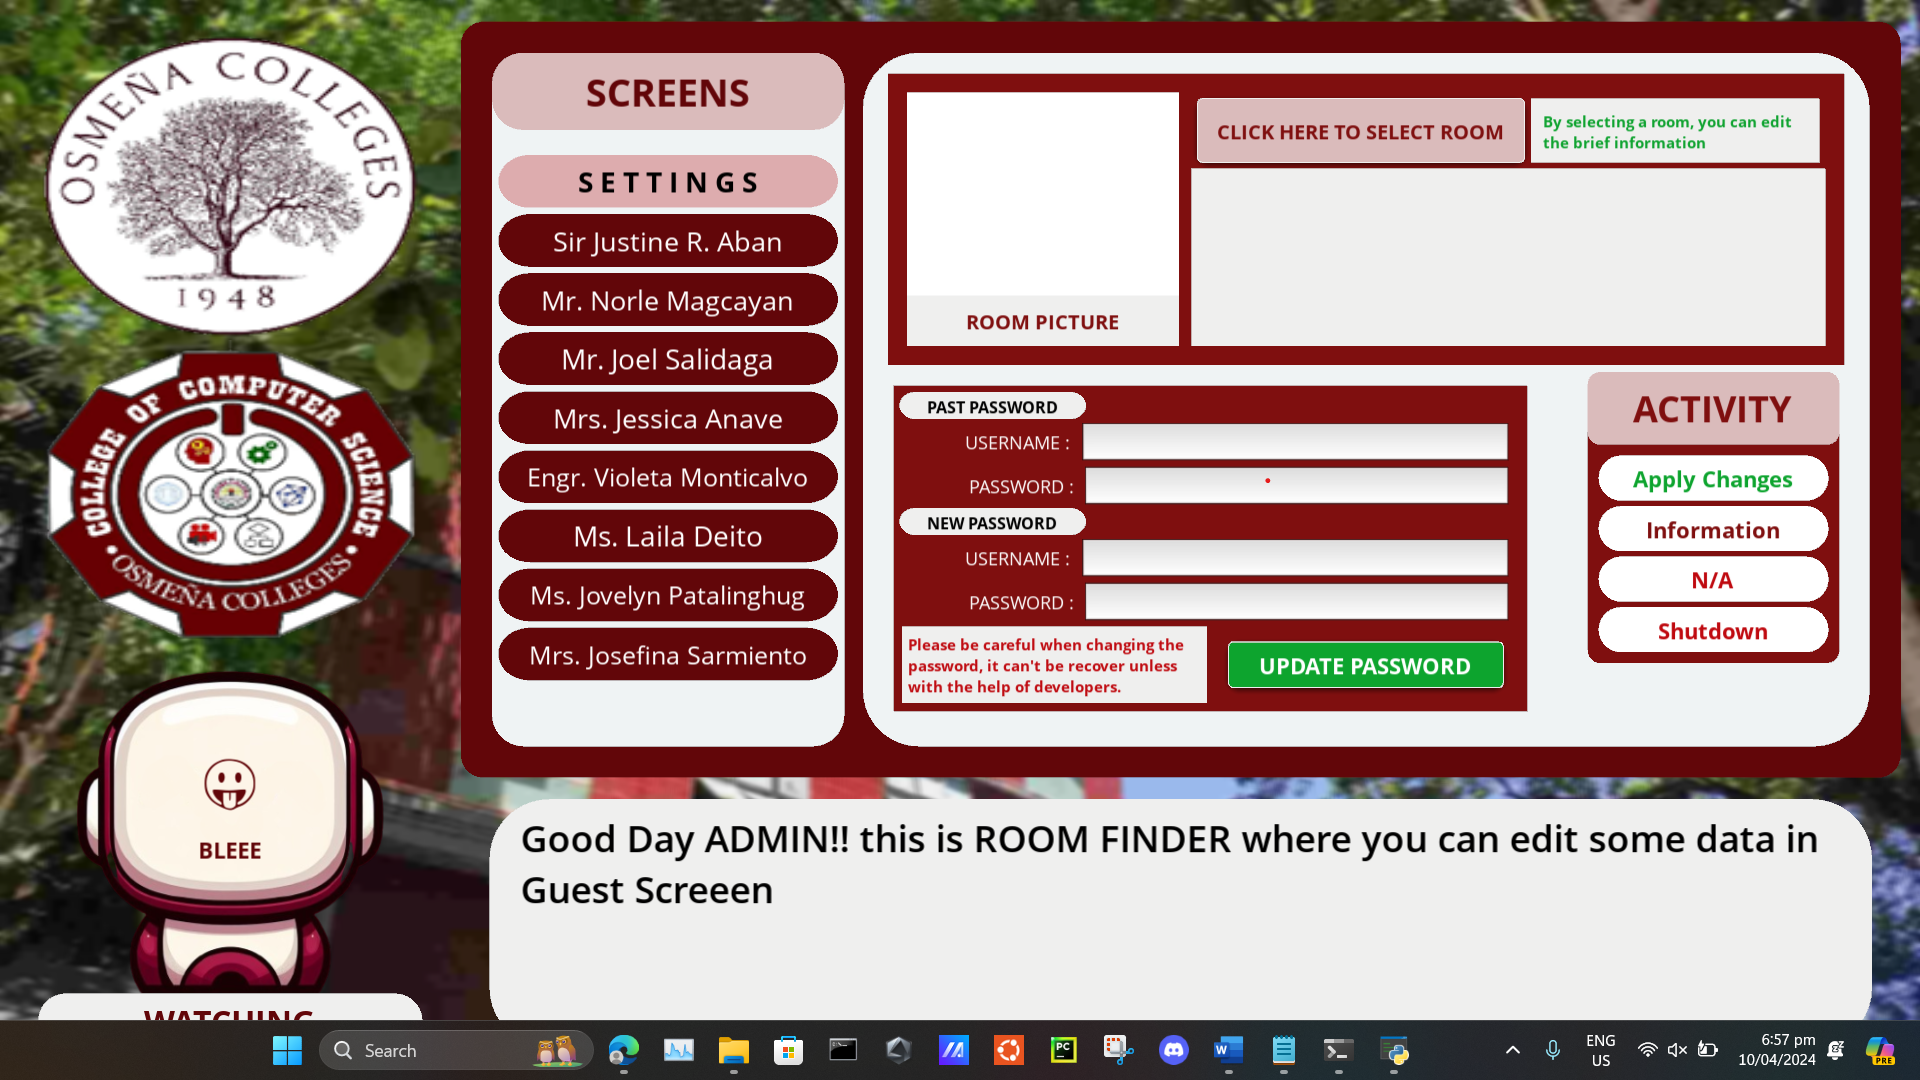 OSMEÑA COLLEGES
1948
COLLEGE OF COMPUTER SCIENCE
• OSMEÑA COLLEGES •
BLEEE
WATCHING
SCREENS
SETTINGS
Sir Justine R. Aban
Mr. Norle Magcayan
Mr. Joel Salidaga
Mrs. Jessica Anave
Engr. Violeta Monticalvo
Ms. Laila Deito
Ms. Jovelyn Patalinghug
Mrs. Josefina Sarmiento
ROOM PICTURE
CLICK HERE TO SELECT ROOM
By selecting a room, you can edit
the brief information
PAST PASSWORD
USERNAME :
PASSWORD :
NEW PASSWORD
USERNAME :
PASSWORD :
Please be careful when changing the
password, it can't be recover unless
with the help of developers.
UPDATE PASSWORD
ACTIVITY
Apply Changes
Information
N/A
Shutdown
Good Day ADMIN!! this is ROOM FINDER where you can edit some data in
Guest Screeen
Search
PC
W
ENG
US
6:57 pm
10/04/2024
PRE